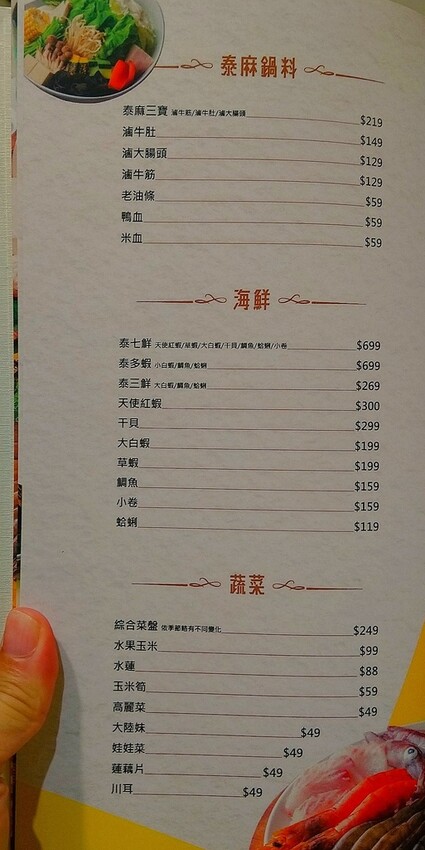 泰麻鍋料
泰麻三寶 滷牛筋/滷牛肚/滷大腸頭 $219
滷牛肚 $149
滷大腸頭 $129
滷牛筋 $129
老油條 $59
鴨血 $59
米血 $59
海鮮
泰七鮮 天使紅蝦/草蝦/大白蝦/干貝/鯛魚/蛤蜊/小卷 $699
泰多蝦 小白蝦/鯛魚/蛤蜊 $699
泰三鮮 大白蝦/鯛魚/蛤蜊 $269
天使紅蝦 $300
干貝 $299
大白蝦 $199
草蝦 $199
鯛魚 $159
小卷 $159
蛤蜊 $119
蔬菜
綜合菜盤 依季節略有不同變化 $249
水果玉米 $99
水蓮 $88
玉米筍 $59
高麗菜 $49
大陸妹 $49
娃娃菜 $49
蓮藕片 $49
川耳 $49